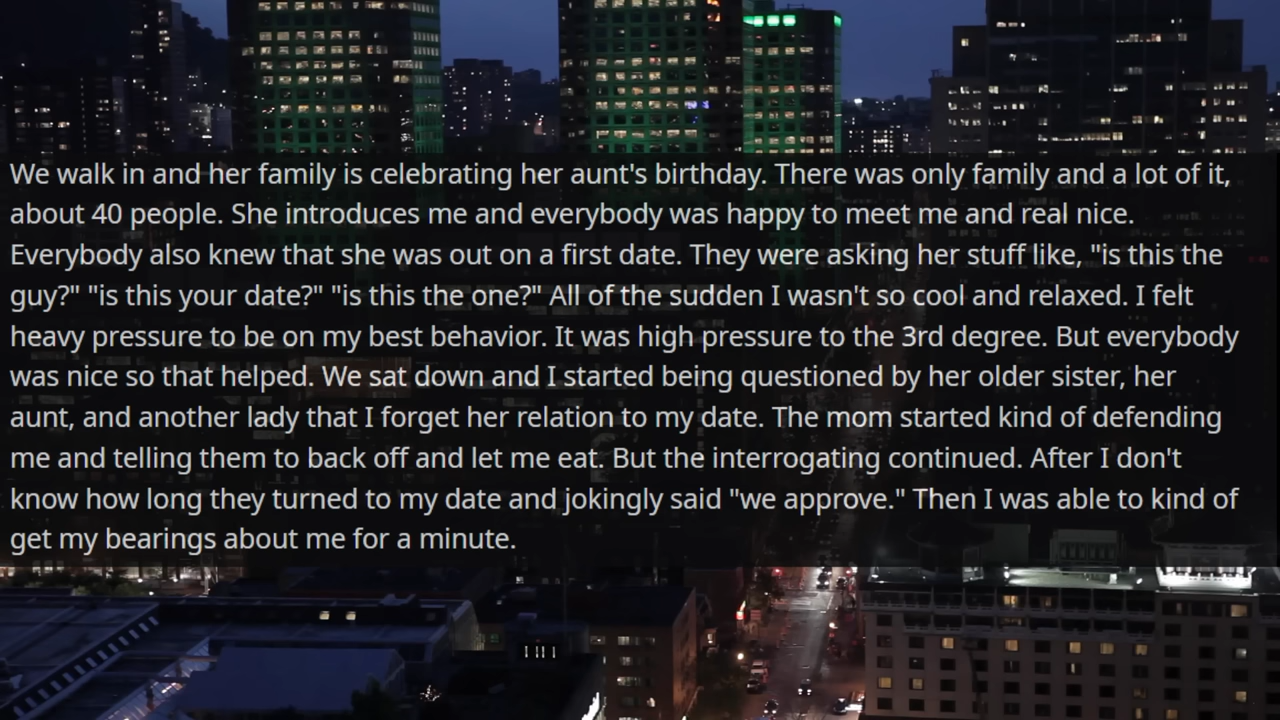 We walk in and her family is celebrating her aunt's birthday. There was only family and a lot of it,
about 40 people. She introduces me and everybody was happy to meet me and real nice.
Everybody also knew that she was out on a first date. They were asking her stuff like, "is this the
guy?" "is this your date?" "is this the one?" All of the sudden I wasn't so cool and relaxed. I felt
heavy pressure to be on my best behavior. It was high pressure to the 3rd degree. But everybody
was nice so that helped. We sat down and I started being questioned by her older sister, her
aunt, and another lady that I forget her relation to my date. The mom started kind of defending
me and telling them to back off and let me eat. But the interrogating continued. After I don't
know how long they turned to my date and jokingly said "we approve." Then I was able to kind of
get my bearings about me for a minute.